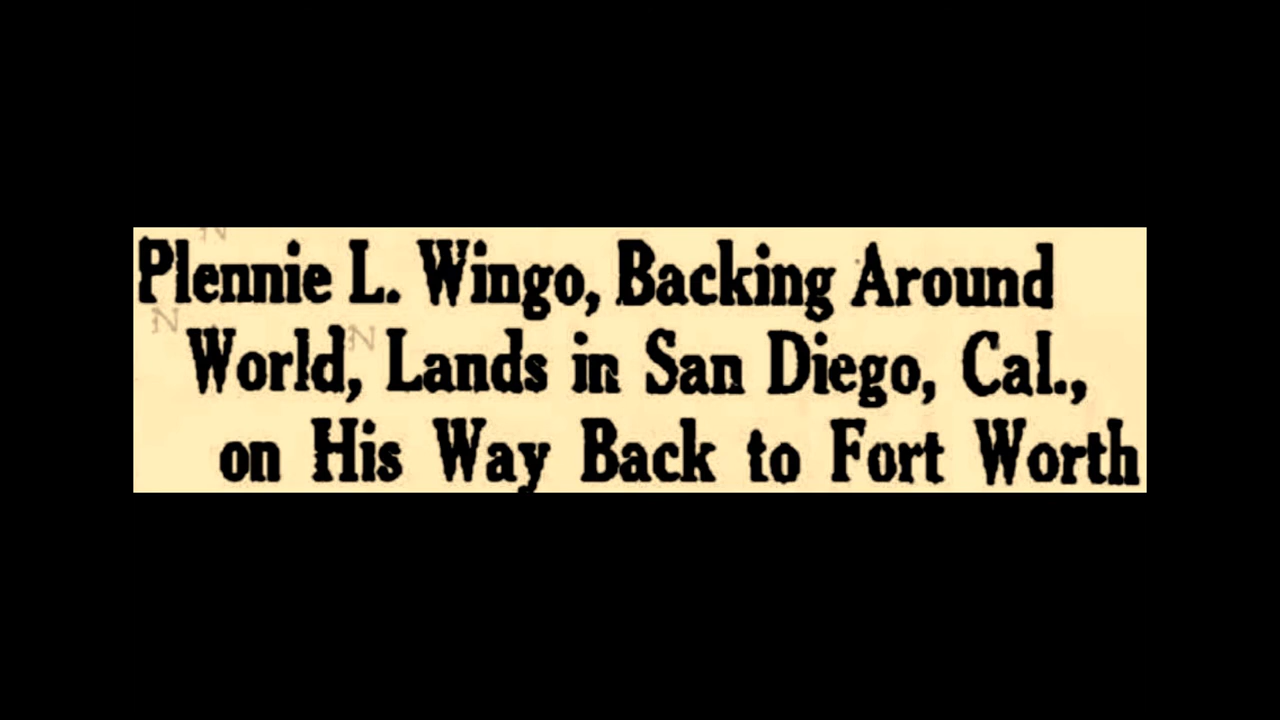 Plennie L. Wingo, Backing Around
World, Lands in San Diego, Cal.,
on His Way Back to Fort Worth